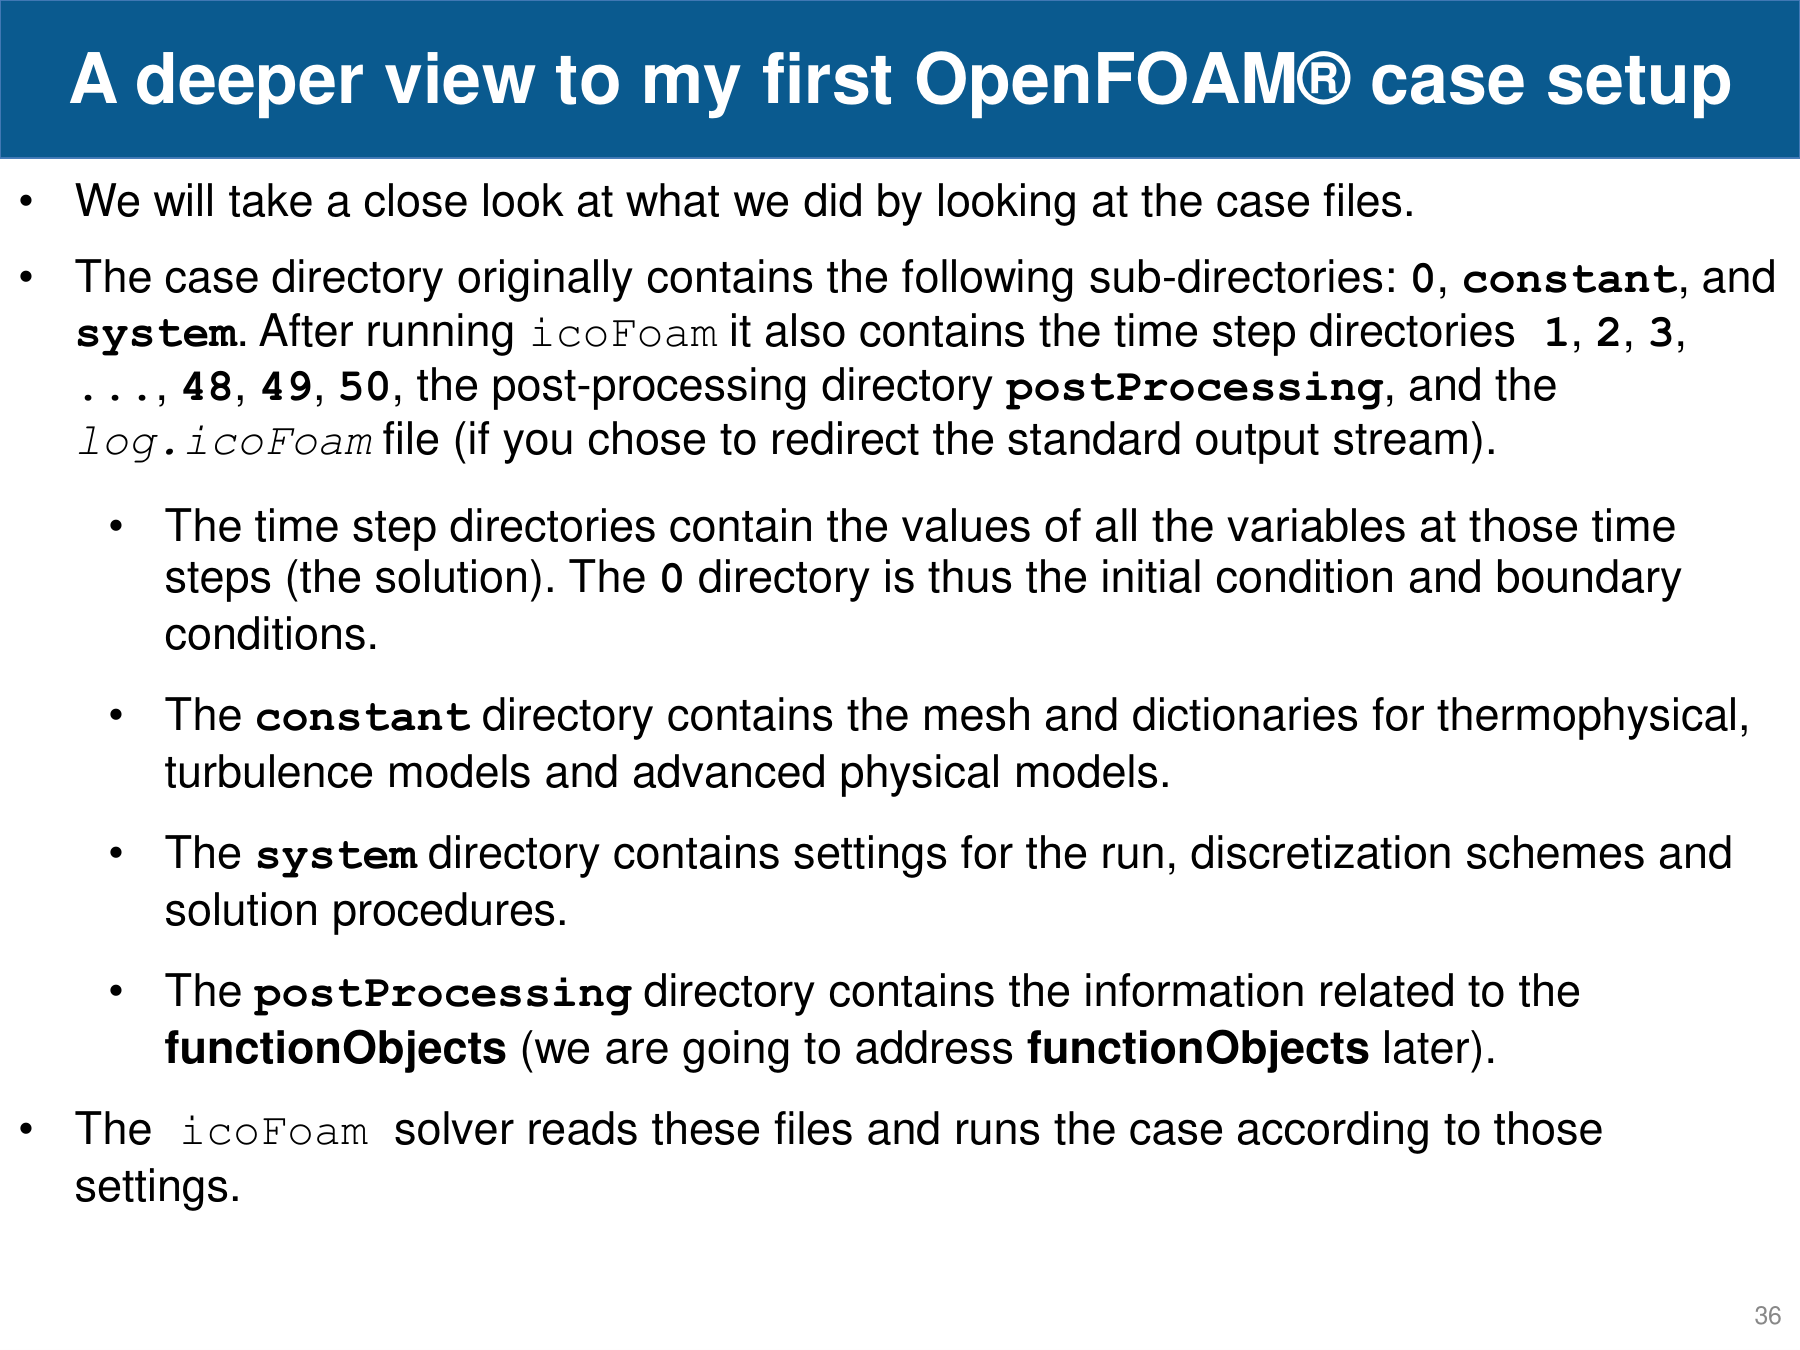 A deeper view to my first OpenFOAM® case setup
• We will take a close look at what we did by looking at the case files.
• The case directory originally contains the following sub-directories: 0, constant, and
system. After running icoFoam it also contains the time step directories 1, 2, 3,
..., 48, 49, 50, the post-processing directory postProcessing, and the
log.icoFoam file (if you chose to redirect the standard output stream).
• The time step directories contain the values of all the variables at those time
steps (the solution). The 0 directory is thus the initial condition and boundary
conditions.
• The constant directory contains the mesh and dictionaries for thermophysical,
turbulence models and advanced physical models.
• The system directory contains settings for the run, discretization schemes and
solution procedures.
• The postProcessing directory contains the information related to the
functionObjects (we are going to address functionObjects later).
• The icoFoam solver reads these files and runs the case according to those
settings.
36